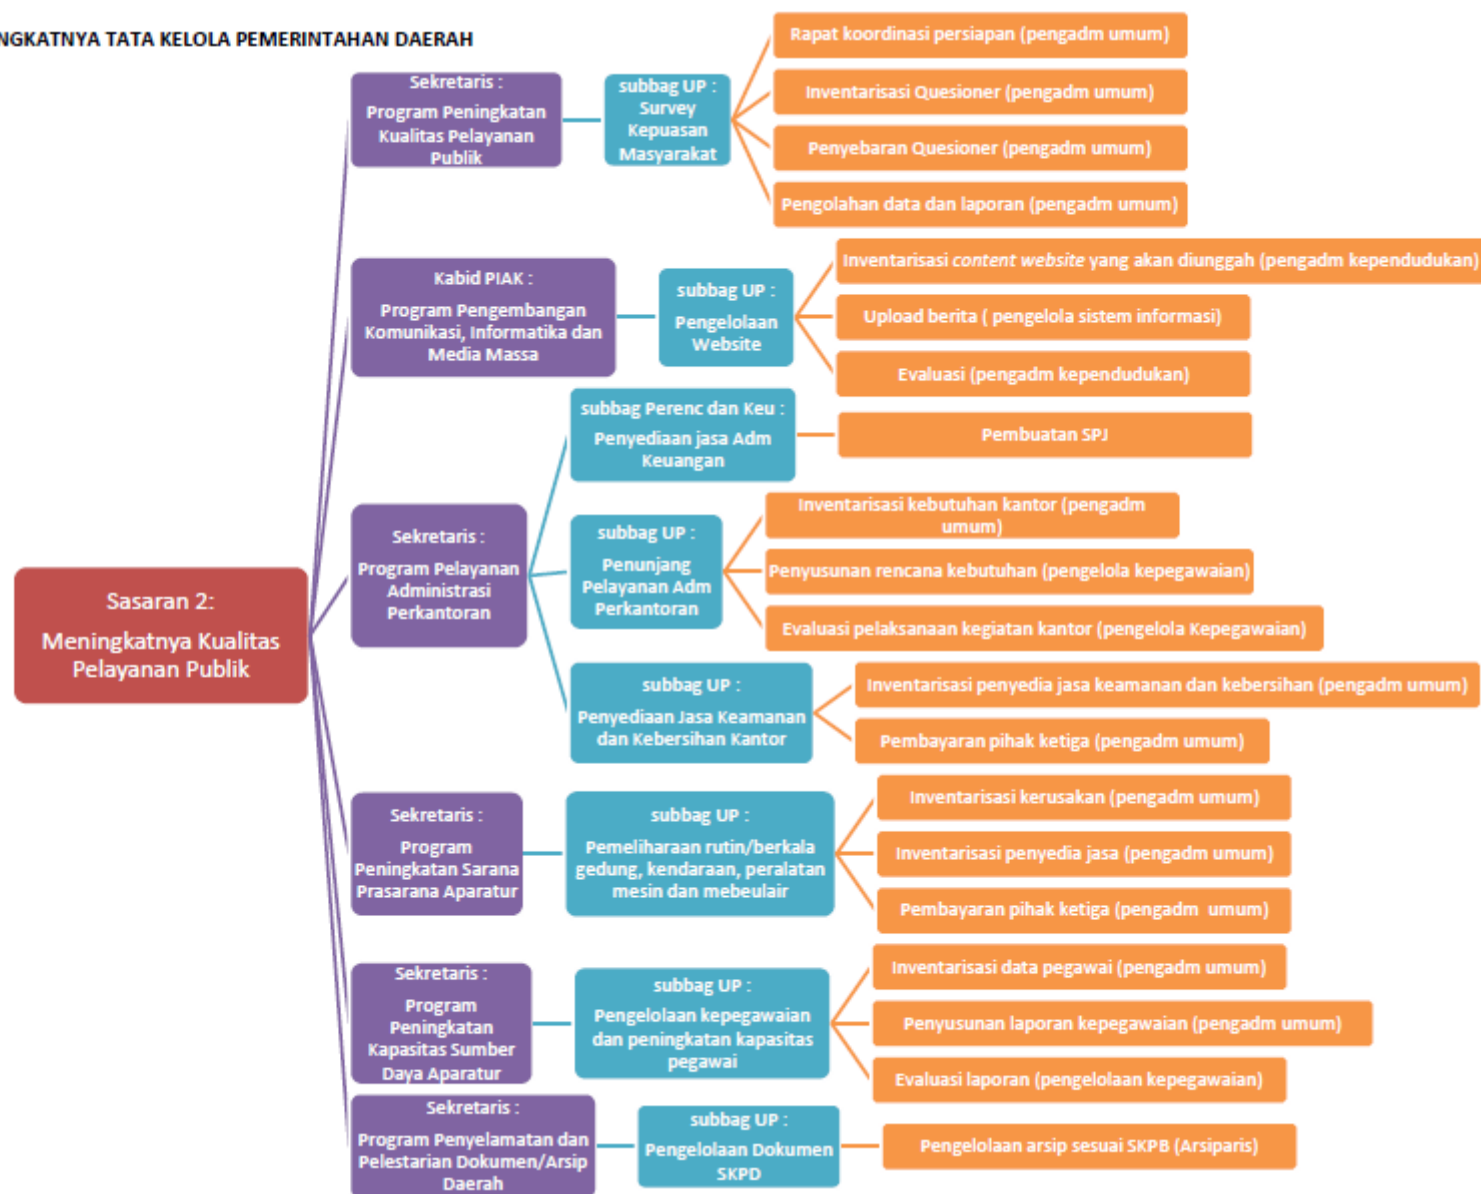 NGKATNYA TATA KELOLA PEMERINTAHAN DAERAH
Sasaran 2:
Meningkatnya Kualitas
Pelayanan Publik
Sekretaris :
Program Peningkatan
Kualitas Pelayanan
Publik
subbag UP :
Survey
Kepuasan
Masyarakat
Rapat koordinasi persiapan (pengadm umum)
Inventarisasi Quesioner (pengadm umum)
Penyebaran Quesioner (pengadm umum)
Pengolahan data dan laporan (pengadm umum)
Kabid PIAK :
Program Pengembangan
Komunikasi, Informatika dan
Media Massa
subbag UP :
Pengelolaan
Website
Inventarisasi content website yang akan diunggah (pengadm kependudukan)
Upload berita ( pengelola sistem informasi)
Evaluasi (pengadm kependudukan)
Sekretaris :
Program Pelayanan
Administrasi
Perkantoran
subbag Perenc dan Keu :
Penyediaan jasa Adm
Keuangan
Pembuatan SPJ
subbag UP :
Penunjang
Pelayanan Adm
Perkantoran
Inventarisasi kebutuhan kantor (pengadm
umum)
Penyusunan rencana kebutuhan (pengelola kepegawaian)
Evaluasi pelaksanaan kegiatan kantor (pengelola Kepegawaian)
subbag UP :
Penyediaan Jasa Keamanan
dan Kebersihan Kantor
Inventarisasi penyedia jasa keamanan dan kebersihan (pengadm umum)
Pembayaran pihak ketiga (pengadm umum)
Sekretaris :
Program
Peningkatan Sarana
Prasarana Aparatur
subbag UP :
Pemeliharaan rutin/berkala
gedung, kendaraan, peralatan
mesin dan mebeulair
Inventarisasi kerusakan (pengadm umum)
Inventarisasi penyedia jasa (pengadm umum)
Pembayaran pihak ketiga (pengadm  umum)
Sekretaris :
Program
Peningkatan
Kapasitas Sumber
Daya Aparatur
subbag UP :
Pengelolaan kepegawaian
dan peningkatan kapasitas
pegawai
Inventarisasi data pegawai (pengadm umum)
Penyusunan laporan kepegawaian (pengadm umum)
Evaluasi laporan (pengelolaan kepegawaian)
Sekretaris :
Program Penyelamatan dan
Pelestarian Dokumen/Arsip
Daerah
subbag UP :
Pengelolaan Dokumen
SKPD
Pengelolaan arsip sesuai SKPB (Arsiparis)